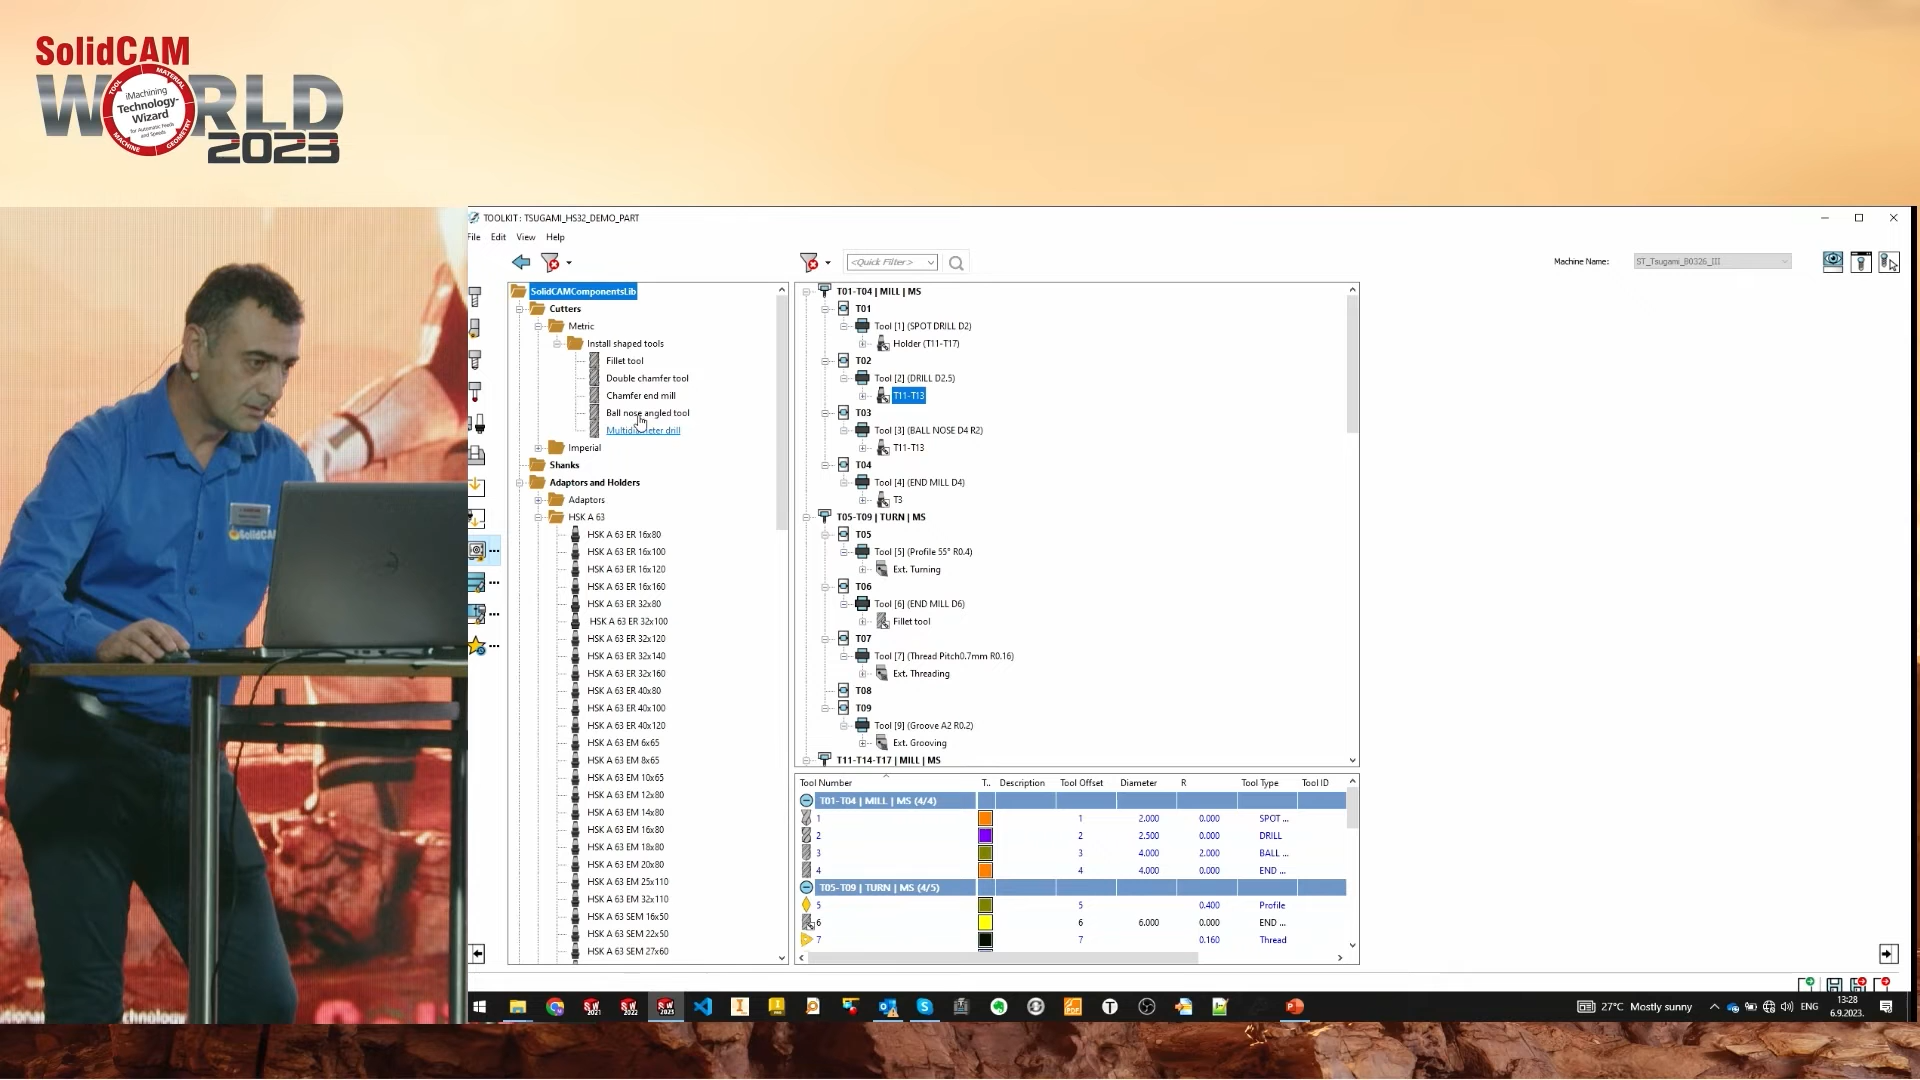 SolidCAM
WORLD
2023
TOOL
MATERIAL
MACHINE
GEOMETRY
iMachining
Technology-
Wizard
for Automatic Feeds
and Speeds
TOOLKIT : TSUGAMI_HS32_DEMO_PART
File Edit View Help
<Quick Filter>
Machine Name: ST_Tsugami_B0326_III
SolidCAMComponentsLib
Cutters
Metric
Install shaped tools
Fillet tool
Double chamfer tool
Chamfer end mill
Ball nose angled tool
Imperial
Shanks
Adaptors and Holders
Adaptors
HSK A 63
HSK A 63 ER 16x80
HSK A 63 ER 16x100
HSK A 63 ER 16x120
HSK A 63 ER 16x160
HSK A 63 ER 32x80
HSK A 63 ER 32x100
HSK A 63 ER 32x120
HSK A 63 ER 32x140
HSK A 63 ER 32x160
HSK A 63 ER 40x80
HSK A 63 ER 40x100
HSK A 63 ER 40x120
HSK A 63 EM 6x65
HSK A 63 EM 8x65
HSK A 63 EM 10x65
HSK A 63 EM 12x80
HSK A 63 EM 14x80
HSK A 63 EM 16x80
HSK A 63 EM 18x80
HSK A 63 EM 20x80
HSK A 63 EM 25x110
HSK A 63 EM 32x110
HSK A 63 SEM 16x50
HSK A 63 SEM 22x50
HSK A 63 SEM 27x60
T01-T04 | MILL | MS
T01
Tool [1] (SPOT DRILL D2)
Holder (T11-T17)
T02
Tool [2] (DRILL D2.5)
T11-T13
T03
Tool [3] (BALL NOSE D4 R2)
T11-T13
T04
Tool [4] (END MILL D4)
T3
T05-T09 | TURN | MS
T05
Tool [5] (Profile 55° R0.4)
Ext. Turning
T06
Tool [6] (END MILL D6)
Fillet tool
T07
Tool [7] (Thread Pitch0.7mm R0.16)
Ext. Threading
T08
T09
Tool [9] (Groove A2 R0.2)
Ext. Grooving
T11-T14-T17 | MILL | MS
Tool Number T.. Description Tool Offset Diameter R Tool Type Tool ID
T01-T04 | MILL | MS (4/4)
1 1 2.000 0.000 SPOT ...
2 2 2.500 0.000 DRILL
3 3 4.000 2.000 BALL ...
4 4 4.000 0.000 END ...
T05-T09 | TURN | MS (4/5)
5 5 0.400 Profile
6 6 6.000 0.000 END ...
7 7 0.160 Thread
27°C Mostly sunny ENG 13:28
6.9.2023.
SolidCAM